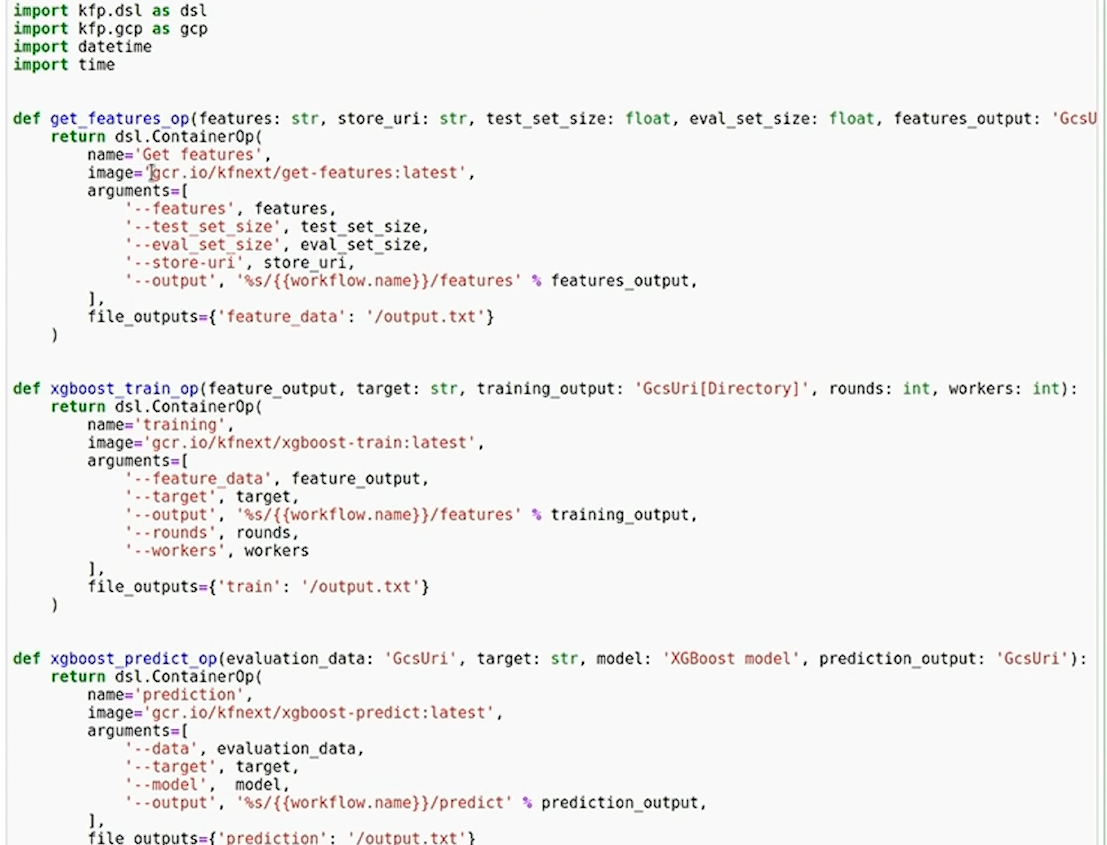 import kfp.dsl as dsl
import kfp.gcp as gcp
import datetime
import time
def get_features_op(features: str, store_uri: str, test_set_size: float, eval_set_size: float, features_output: 'GcsU
    return dsl.ContainerOp(
        name='Get features',
        image='gcr.io/kfnext/get-features:latest',
        arguments=[
            '--features', features,
            '--test_set_size', test_set_size,
            '--eval_set_size', eval_set_size,
            '--store-uri', store_uri,
            '--output', '%s/{{workflow.name}}/features' % features_output,
        ],
        file_outputs={'feature_data': '/output.txt'}
    )
def xgboost_train_op(feature_output, target: str, training_output: 'GcsUri[Directory]', rounds: int, workers: int):
    return dsl.ContainerOp(
        name='training',
        image='gcr.io/kfnext/xgboost-train:latest',
        arguments=[
            '--feature_data', feature_output,
            '--target', target,
            '--output', '%s/{{workflow.name}}/features' % training_output,
            '--rounds', rounds,
            '--workers', workers
        ],
        file_outputs={'train': '/output.txt'}
    )
def xgboost_predict_op(evaluation_data: 'GcsUri', target: str, model: 'XGBoost model', prediction_output: 'GcsUri'):
    return dsl.ContainerOp(
        name='prediction',
        image='gcr.io/kfnext/xgboost-predict:latest',
        arguments=[
            '--data', evaluation_data,
            '--target', target,
            '--model',  model,
            '--output', '%s/{{workflow.name}}/predict' % prediction_output,
        ],
        file_outputs={'prediction': '/output.txt'}